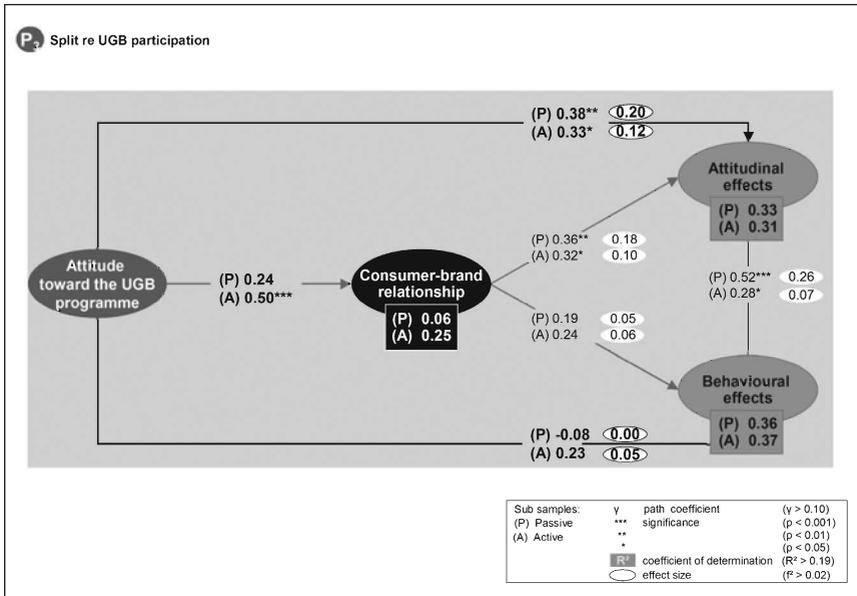 P₃ Split re UGB participation
(P) 0.38** 0.20
(A) 0.33* 0.12
Attitudinal
effects
(P) 0.33
(A) 0.31
(P) 0.36** 0.18
(A) 0.32* 0.10
Attitude
toward the UGB
programme
(P) 0.24
(A) 0.50***
Consumer-brand
relationship
(P) 0.06
(A) 0.25
(P) 0.52*** 0.26
(A) 0.28* 0.07
(P) 0.19 0.05
(A) 0.24 0.06
Behavioural
effects
(P) 0.36
(A) 0.37
(P) -0.08 0.00
(A) 0.23 0.05
Sub samples: γ path coefficient (γ > 0.10)
(P) Passive *** significance (p < 0.001)
(A) Active ** (p < 0.01)
* (p < 0.05)
R² coefficient of determination (R² > 0.19)
effect size (f² > 0.02)